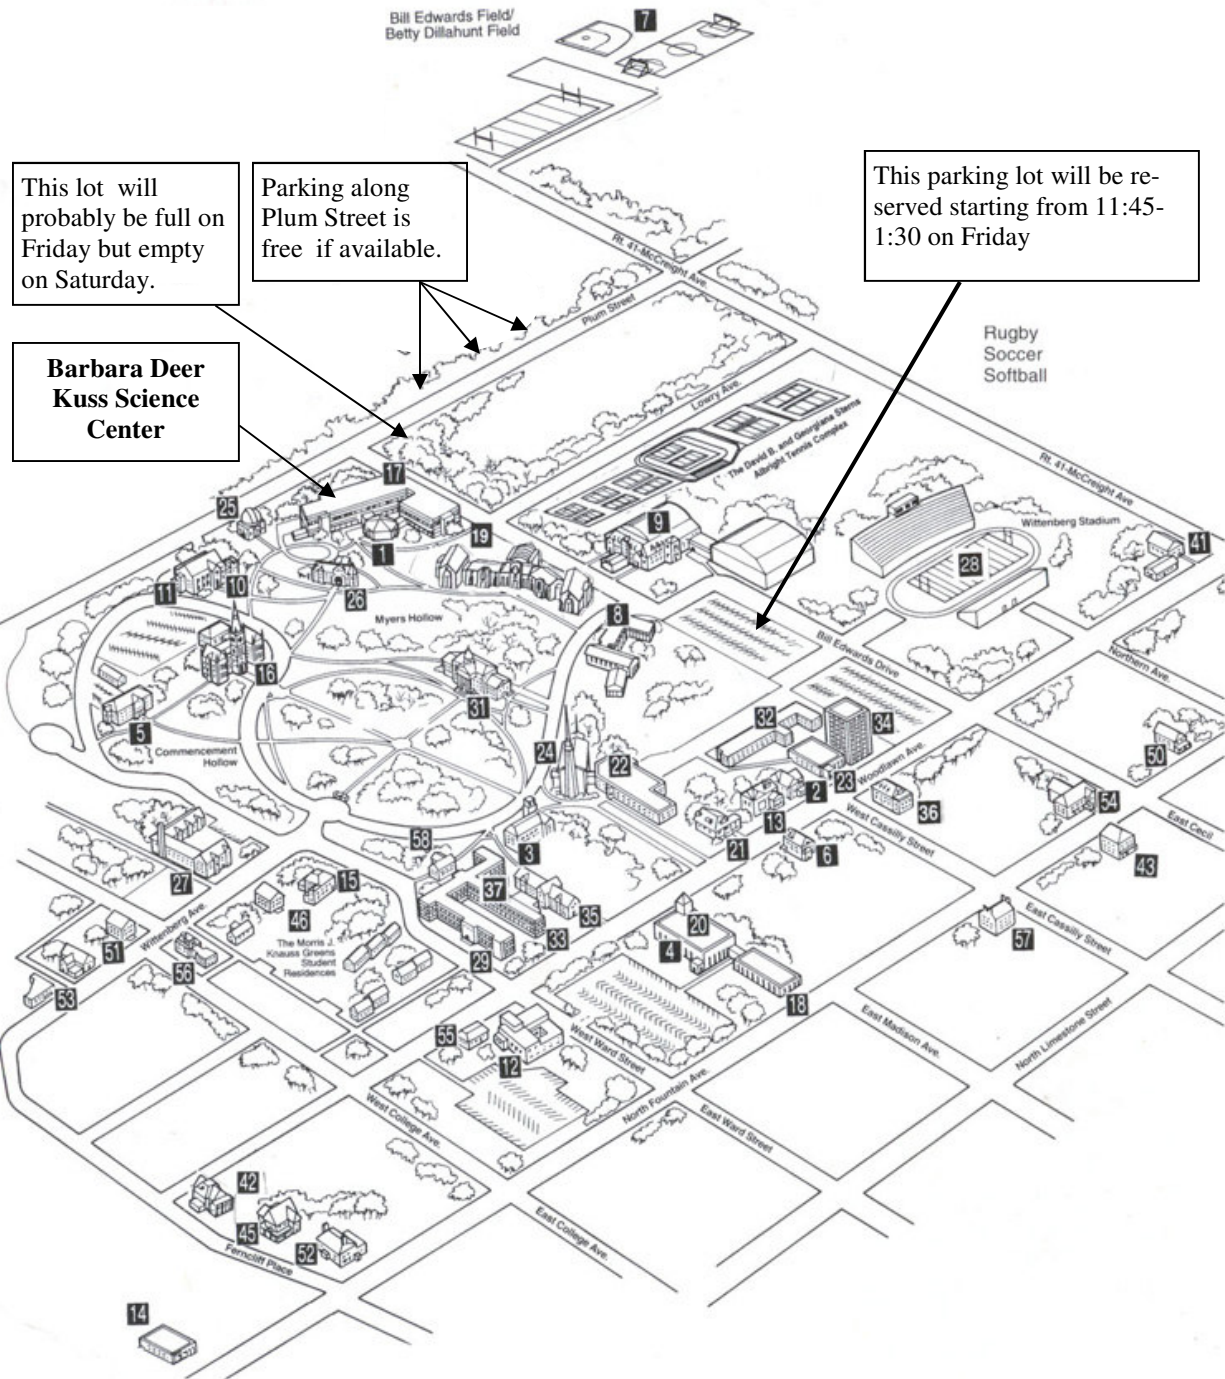 Bill Edwards Field/
Betty Dillahunt Field
7
This lot will
probably be full on
Friday but empty
on Saturday.
Parking along
Plum Street is
free if available.
This parking lot will be re-
served starting from 11:45-
1:30 on Friday
Barbara Deer
Kuss Science
Center
Rt. 41-McCreight Ave.
Plum Street
Rugby
Soccer
Softball
Lowry Ave.
The David B. and Georgiana Sterns
Albright Tennis Complex
Rt. 41-McCreight Ave
17
25
19
1
9
Wittenberg Stadium
28
41
11
10
26
Myers Hollow
8
Bill Edwards Drive
Northern Ave.
16
31
5
Commencement
Hollow
24
22
32
34
Woodlawn Ave.
50
2
23
36
54
13
West Cassilly Street
East Cecil
21
6
43
58
3
27
15
37
46
35
20
57
East Cassilly Street
Wittenberg Ave.
51
The Morris J.
Knauss Greens
Student
Residences
33
4
56
29
53
18
55
12
West Ward Street
East Madison Ave.
North Limestone Street
North Fountain Ave.
West College Ave.
East Ward Street
42
45
52
East College Ave.
Ferncliff Place
14